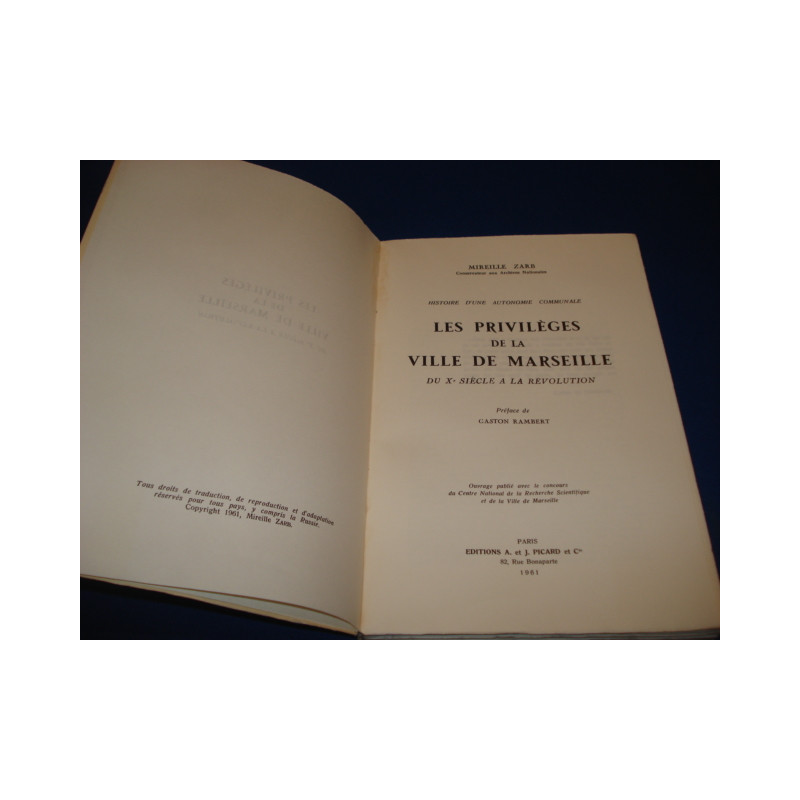 Tous droits de traduction, de reproduction et d'adaptation
réservés pour tous pays, y compris la Russie.
Copyright 1961, Mireille ZARB.
MIREILLE ZARB
Conservateur aux Archives Nationales
HISTOIRE D'UNE AUTONOMIE COMMUNALE
LES PRIVILÈGES
DE LA
VILLE DE MARSEILLE
DU Xe SIÈCLE A LA RÉVOLUTION
Préface de
GASTON RAMBERT
Ouvrage publié avec le concours
du Centre National de la Recherche Scientifique
et de la Ville de Marseille
PARIS
EDITIONS A. et J. PICARD et Cie
82, Rue Bonaparte
1961